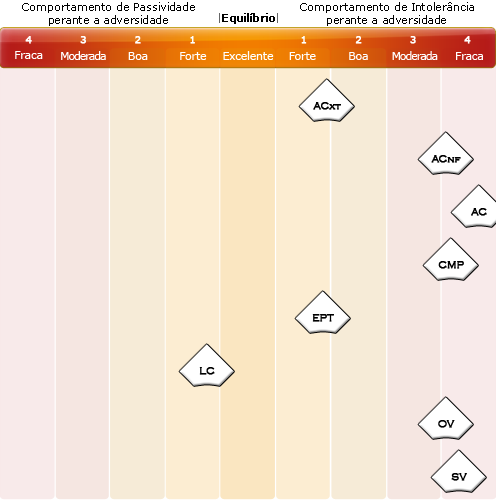 Comportamento de Passividade
perante a adversidade
|Equilíbrio|
Comportamento de Intolerância
perante a adversidade
4 3 2 1 1 2 3 4
Fraca Moderada Boa Forte Excelente Forte Boa Moderada Fraca
ACXT
ACNF
AC
CMP
EPT
LC
OV
SV